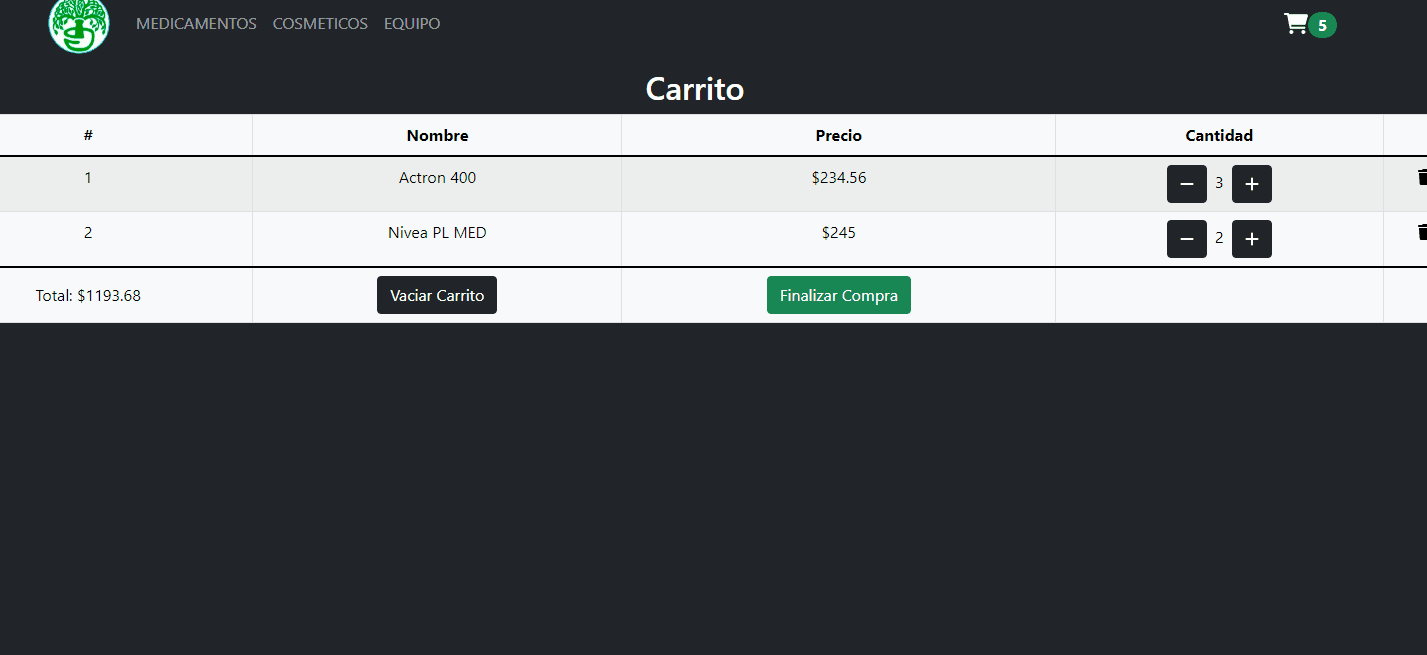 MEDICAMENTOS COSMETICOS EQUIPO 5
Carrito
# Nombre Precio Cantidad
1 Actron 400 $234.56 − 3 +
2 Nivea PL MED $245 − 2 +
Total: $1193.68 Vaciar Carrito Finalizar Compra